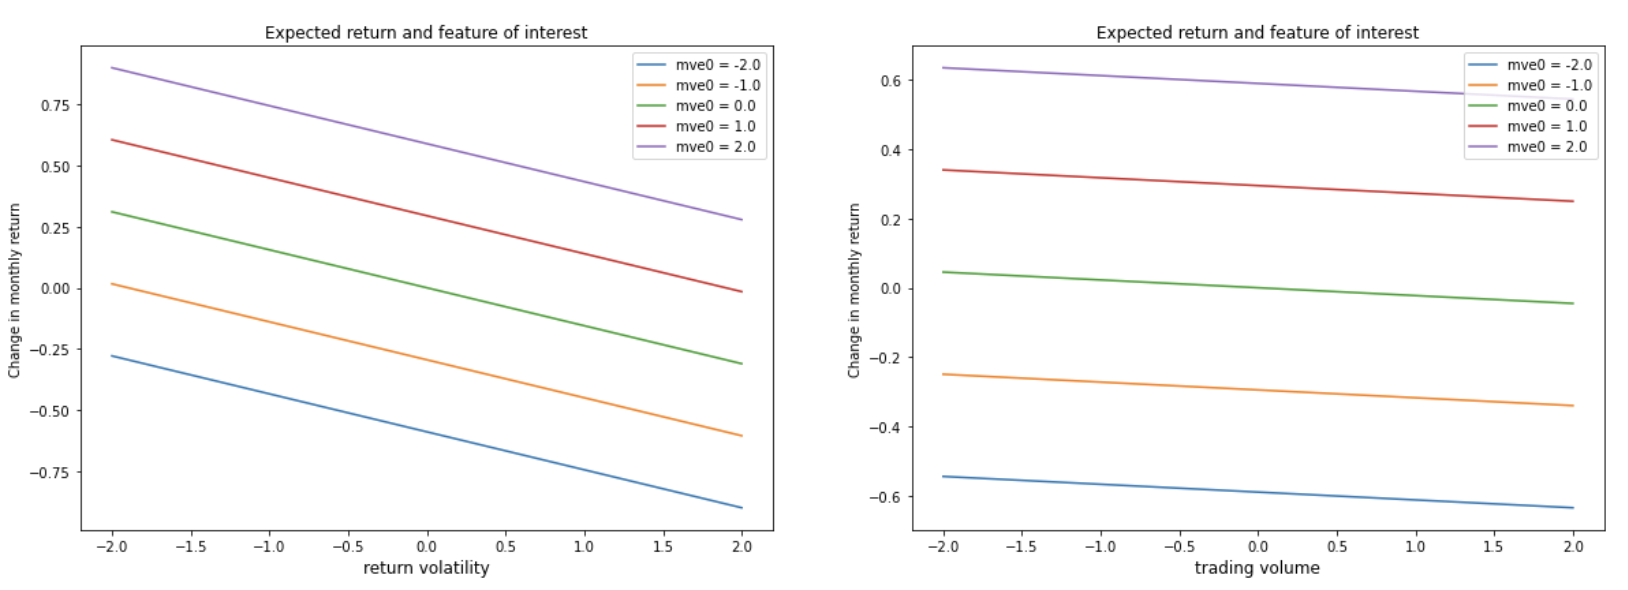 Expected return and feature of interest
mve0 = -2.0
mve0 = -1.0
mve0 = 0.0
mve0 = 1.0
mve0 = 2.0
Change in monthly return
0.75
0.50
0.25
0.00
−0.25
−0.50
−0.75
−2.0 −1.5 −1.0 −0.5 0.0 0.5 1.0 1.5 2.0
return volatility
Expected return and feature of interest
mve0 = -2.0
mve0 = -1.0
mve0 = 0.0
mve0 = 1.0
mve0 = 2.0
Change in monthly return
0.6
0.4
0.2
0.0
−0.2
−0.4
−0.6
−2.0 −1.5 −1.0 −0.5 0.0 0.5 1.0 1.5 2.0
trading volume